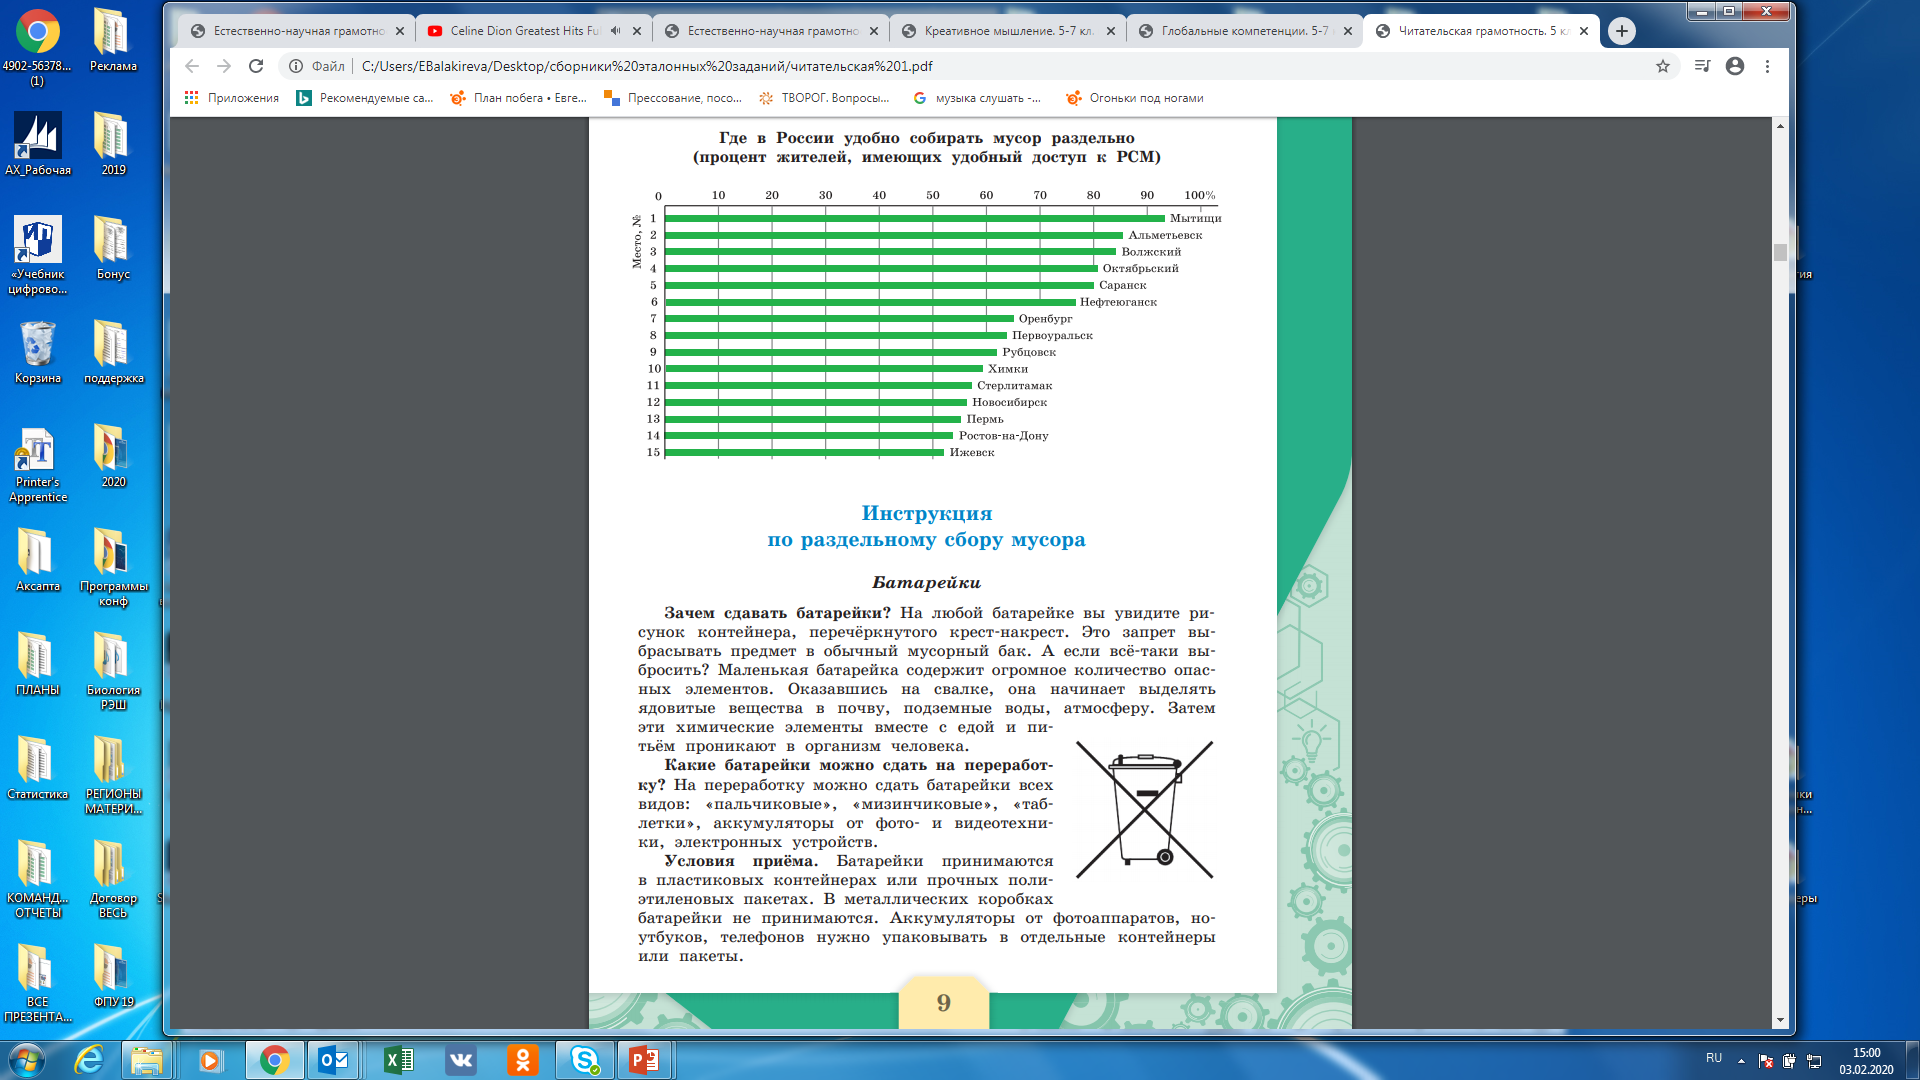 Естественно-научная грамотно
Celine Dion Greatest Hits Ful
Естественно-научная грамотно
Креативное мышление. 5-7 кл.
Глобальные компетенции. 5-7
Читательская грамотность. 5 кл
Файл
C:/Users/EBalakireva/Desktop/сборники%20эталонных%20заданий/читательская%201.pdf
Приложения
Рекомендуемые са...
План побега • Евге...
Прессование, посо...
ТВОРОГ. Вопросы...
музыка слушать -...
Огоньки под ногами
4902-56378... (1)
Реклама
AX_Рабочая
2019
«Учебник цифрово...
Бонус
Корзина
поддержка
Printer's Apprentice
2020
Аксапта
Программы конф
ПЛАНЫ
Биология РЭШ
Статистика
РЕГИОНЫ МАТЕРИ...
КОМАНД... ОТЧЕТЫ
Договор ВЕСЬ
ВСЕ ПРЕЗЕНТА...
ФПУ 19
Где в России удобно собирать мусор раздельно
(процент жителей, имеющих удобный доступ к РСМ)
0 10 20 30 40 50 60 70 80 90 100%
Место, №
1 Мытищи
2 Альметьевск
3 Волжский
4 Октябрьский
5 Саранск
6 Нефтеюганск
7 Оренбург
8 Первоуральск
9 Рубцовск
10 Химки
11 Стерлитамак
12 Новосибирск
13 Пермь
14 Ростов-на-Дону
15 Ижевск
Инструкция
по раздельному сбору мусора
Батарейки
Зачем сдавать батарейки? На любой батарейке вы увидите ри-
сунок контейнера, перечёркнутого крест-накрест. Это запрет вы-
брасывать предмет в обычный мусорный бак. А если всё-таки вы-
бросить? Маленькая батарейка содержит огромное количество опас-
ных элементов. Оказавшись на свалке, она начинает выделять
ядовитые вещества в почву, подземные воды, атмосферу. Затем
эти химические элементы вместе с едой и пи-
тьём проникают в организм человека.
Какие батарейки можно сдать на переработ-
ку? На переработку можно сдать батарейки всех
видов: «пальчиковые», «мизинчиковые», «таб-
летки», аккумуляторы от фото- и видеотехни-
ки, электронных устройств.
Условия приёма. Батарейки принимаются
в пластиковых контейнерах или прочных поли-
этиленовых пакетах. В металлических коробках
батарейки не принимаются. Аккумуляторы от фотоаппаратов, но-
утбуков, телефонов нужно упаковывать в отдельные контейнеры
или пакеты.
9
RU
15:00
03.02.2020